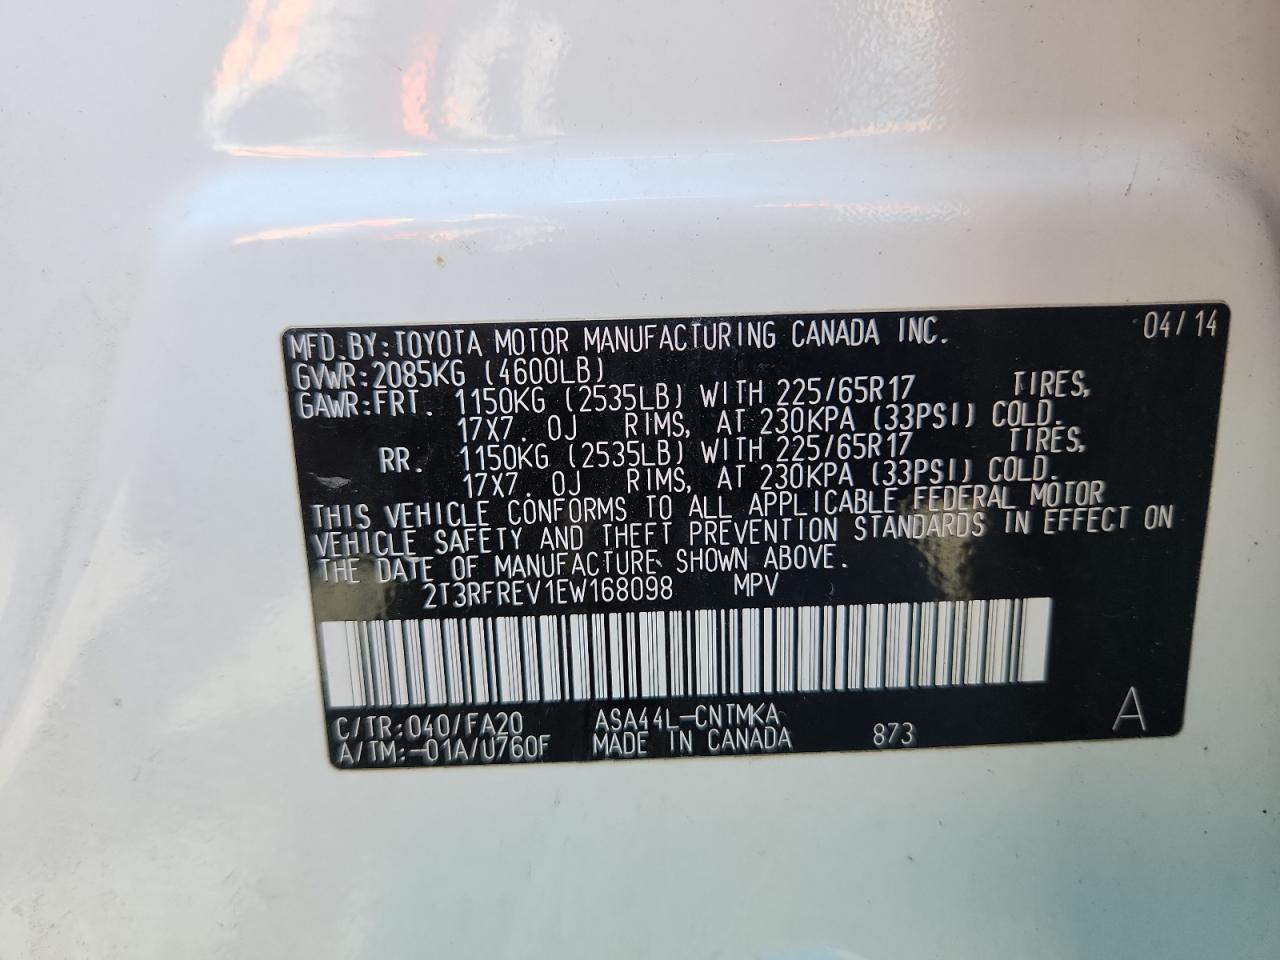 MFD. BY: TOYOTA MOTOR MANUFACTURING CANADA INC. 04/14
GVWR: 2085KG (4600LB)
GAWR: FRT. 1150KG (2535LB) WITH 225/65R17 TIRES,
17X7.0J RIMS, AT 230KPA (33PSI) COLD.
RR. 1150KG (2535LB) WITH 225/65R17 TIRES,
17X7.0J RIMS, AT 230KPA (33PSI) COLD.
THIS VEHICLE CONFORMS TO ALL APPLICABLE FEDERAL MOTOR
VEHICLE SAFETY AND THEFT PREVENTION STANDARDS IN EFFECT ON
THE DATE OF MANUFACTURE SHOWN ABOVE.
2T3RFREV1EW168098 MPV
C/TR: 040/FA20 ASA44L-CNTMKA
A/TM: -01A/U760F MADE IN CANADA 873 A